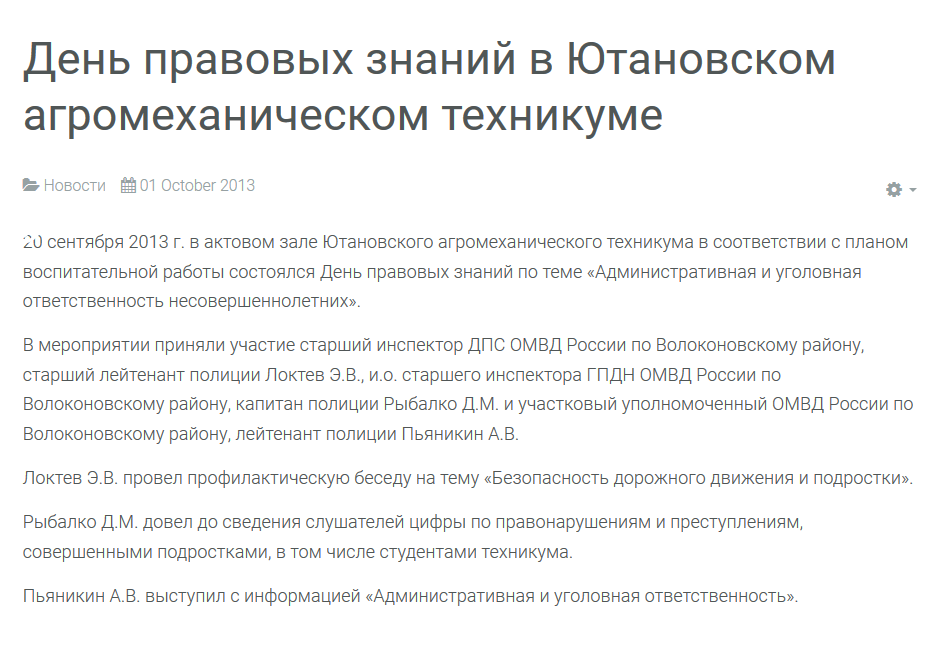 День правовых знаний в Ютановском
агромеханическом техникуме
Новости 01 October 2013
20 сентября 2013 г. в актовом зале Ютановского агромеханического техникума в соответствии с планом
воспитательной работы состоялся День правовых знаний по теме «Административная и уголовная
ответственность несовершеннолетних».
В мероприятии приняли участие старший инспектор ДПС ОМВД России по Волоконовскому району,
старший лейтенант полиции Локтев Э.В., и.о. старшего инспектора ГПДН ОМВД России по
Волоконовскому району, капитан полиции Рыбалко Д.М. и участковый уполномоченный ОМВД России по
Волоконовскому району, лейтенант полиции Пьяникин А.В.
Локтев Э.В. провел профилактическую беседу на тему «Безопасность дорожного движения и подростки».
Рыбалко Д.М. довел до сведения слушателей цифры по правонарушениям и преступлениям,
совершенными подростками, в том числе студентами техникума.
Пьяникин А.В. выступил с информацией «Административная и уголовная ответственность».